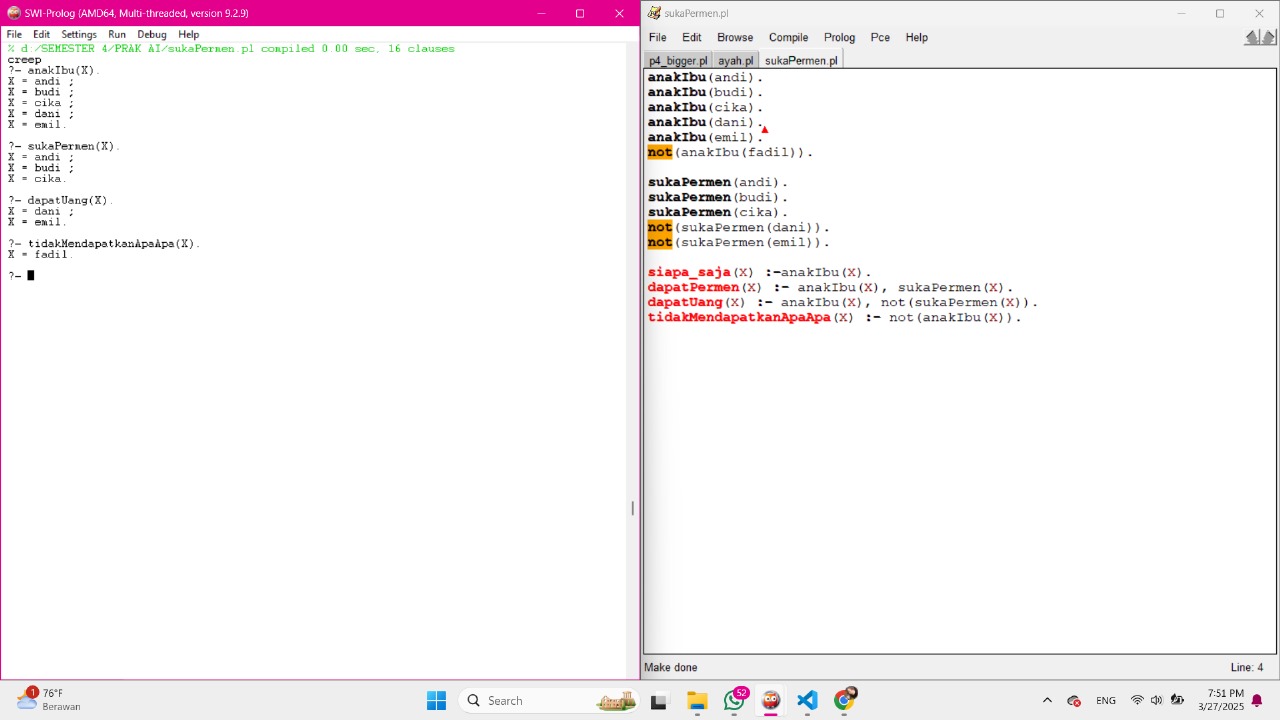 SWI-Prolog (AMD64, Multi-threaded, version 9.2.9)
File Edit Settings Run Debug Help
% d:/SEMESTER 4/PRAK AI/sukaPermen.pl compiled 0.00 sec, 16 clauses
creep
?- anakIbu(X).
X = andi ;
X = budi ;
X = cika ;
X = dani ;
X = emil.
?- sukaPermen(X).
X = andi ;
X = budi ;
X = cika.
?- dapatUang(X).
X = dani ;
X = emil.
?- tidakMendapatkanApaApa(X).
X = fadil.
?-
sukaPermen.pl
File Edit Browse Compile Prolog Pce Help
p4_bigger.pl ayah.pl sukaPermen.pl
anakIbu(andi).
anakIbu(budi).
anakIbu(cika).
anakIbu(dani).
anakIbu(emil).
not(anakIbu(fadil)).
sukaPermen(andi).
sukaPermen(budi).
sukaPermen(cika).
not(sukaPermen(dani)).
not(sukaPermen(emil)).
siapa_saja(X) :-anakIbu(X).
dapatPermen(X) :- anakIbu(X), sukaPermen(X).
dapatUang(X) :- anakIbu(X), not(sukaPermen(X)).
tidakMendapatkanApaApa(X) :- not(anakIbu(X)).
Make done Line: 4
1 76°F
Berawan
Search
52
ENG
7:51 PM
3/27/2025